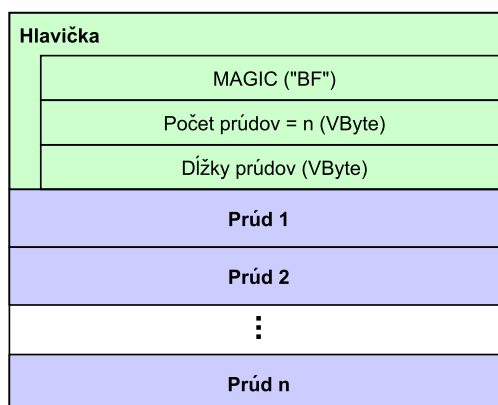 Hlavička
MAGIC ("BF")
Počet prúdov = n (VByte)
Dĺžky prúdov (VByte)
Prúd 1
Prúd 2
⋮
Prúd n